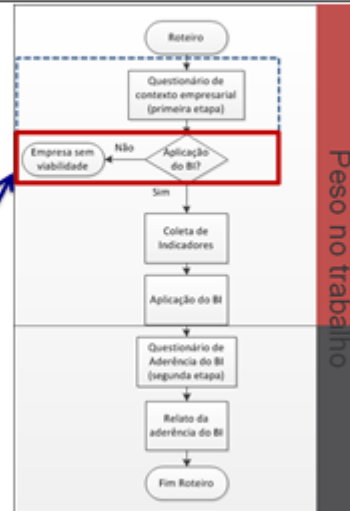 Roteiro
Questionário de
contexto empresarial
(primeira etapa)
Empresa sem
viabilidade
Não
Aplicação
do BI?
Sim
Coleta de
Indicadores
Aplicação do BI
Questionário de
Aderência do BI
(segunda etapa)
Relato da
aderência do BI
Fim Roteiro
Peso no trabalho